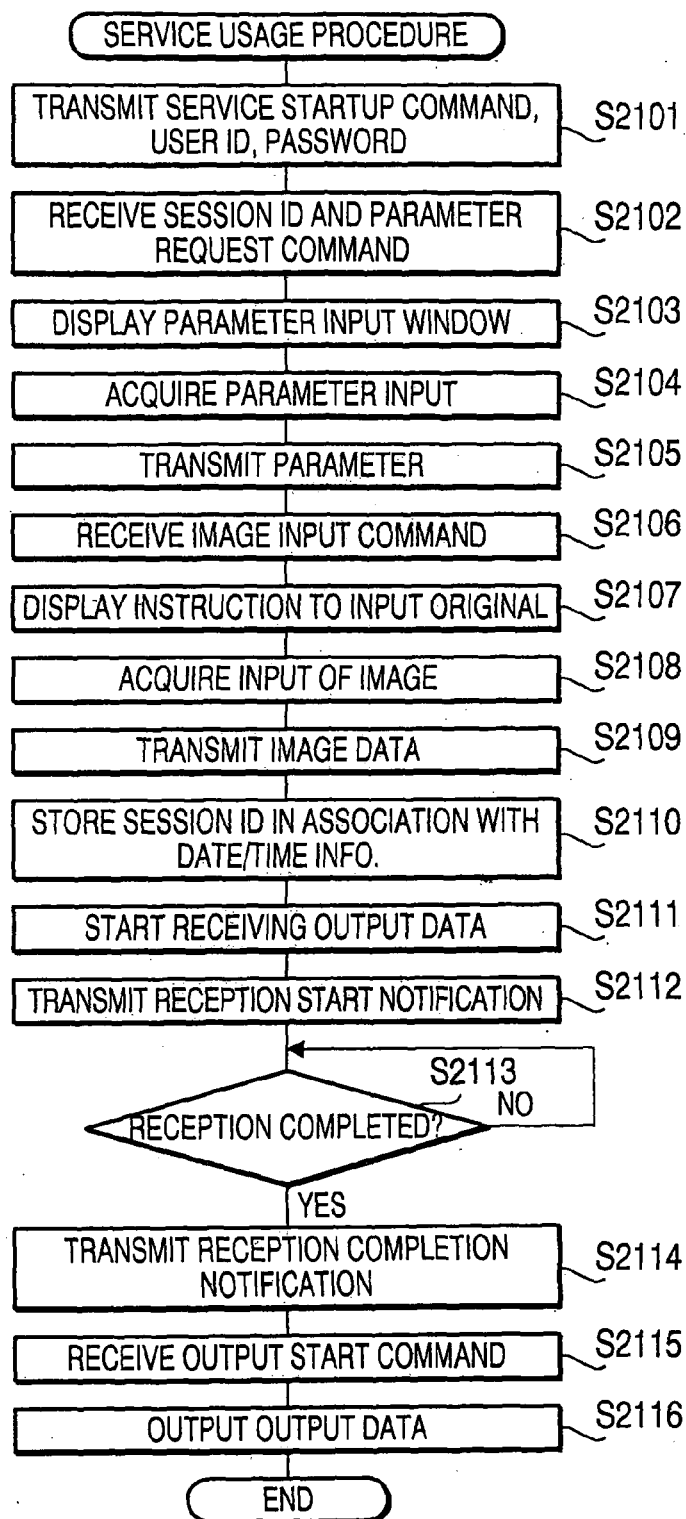 SERVICE USAGE PROCEDURE
TRANSMIT SERVICE STARTUP COMMAND,
USER ID, PASSWORD
S2101
RECEIVE SESSION ID AND PARAMETER
REQUEST COMMAND
S2102
DISPLAY PARAMETER INPUT WINDOW
S2103
ACQUIRE PARAMETER INPUT
S2104
TRANSMIT PARAMETER
S2105
RECEIVE IMAGE INPUT COMMAND
S2106
DISPLAY INSTRUCTION TO INPUT ORIGINAL
S2107
ACQUIRE INPUT OF IMAGE
S2108
TRANSMIT IMAGE DATA
S2109
STORE SESSION ID IN ASSOCIATION WITH
DATE/TIME INFO.
S2110
START RECEIVING OUTPUT DATA
S2111
TRANSMIT RECEPTION START NOTIFICATION
S2112
S2113
NO
RECEPTION COMPLETED?
YES
TRANSMIT RECEPTION COMPLETION
NOTIFICATION
S2114
RECEIVE OUTPUT START COMMAND
S2115
OUTPUT OUTPUT DATA
S2116
END